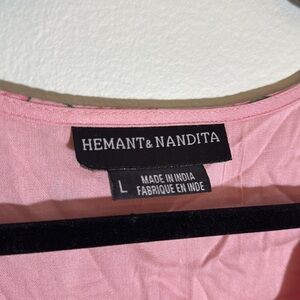 HEMANT & NANDITA
L
MADE IN INDIA
FABRIQUE EN INDE